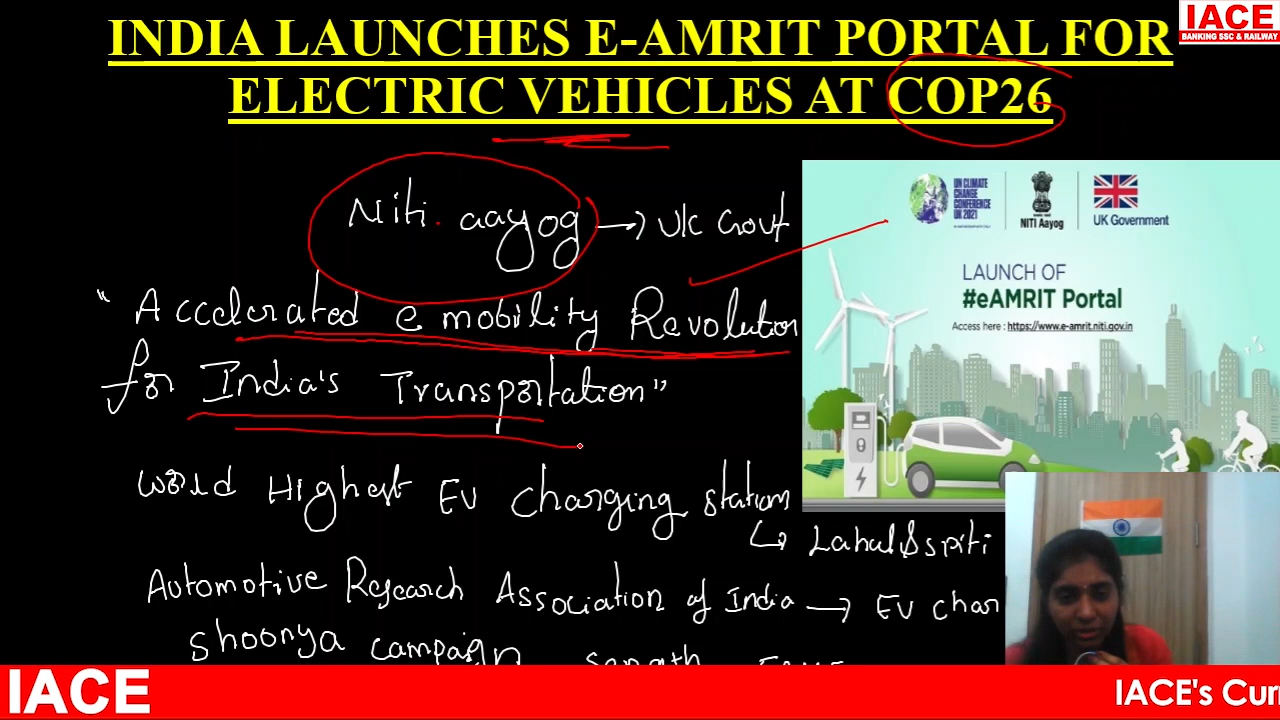 INDIA LAUNCHES E-AMRIT PORTAL FOR
ELECTRIC VEHICLES AT COP26
IACE
BANKING SSC & RAILWAY
Niti aayog → UK Govt
"Accelerated e mobility Revolution
for India's Transportation"
UN CLIMATE
CHANGE
CONFERENCE
UK 2021
NITI Aayog
UK Government
LAUNCH OF
#eAMRIT Portal
Access here : https://www.e-amrit.niti.gov.in
World Highest EV charging station
↳ Lahul & spiti
Automotive Research Association of India → EV char
Shoonya campaign
IACE
IACE's Cur